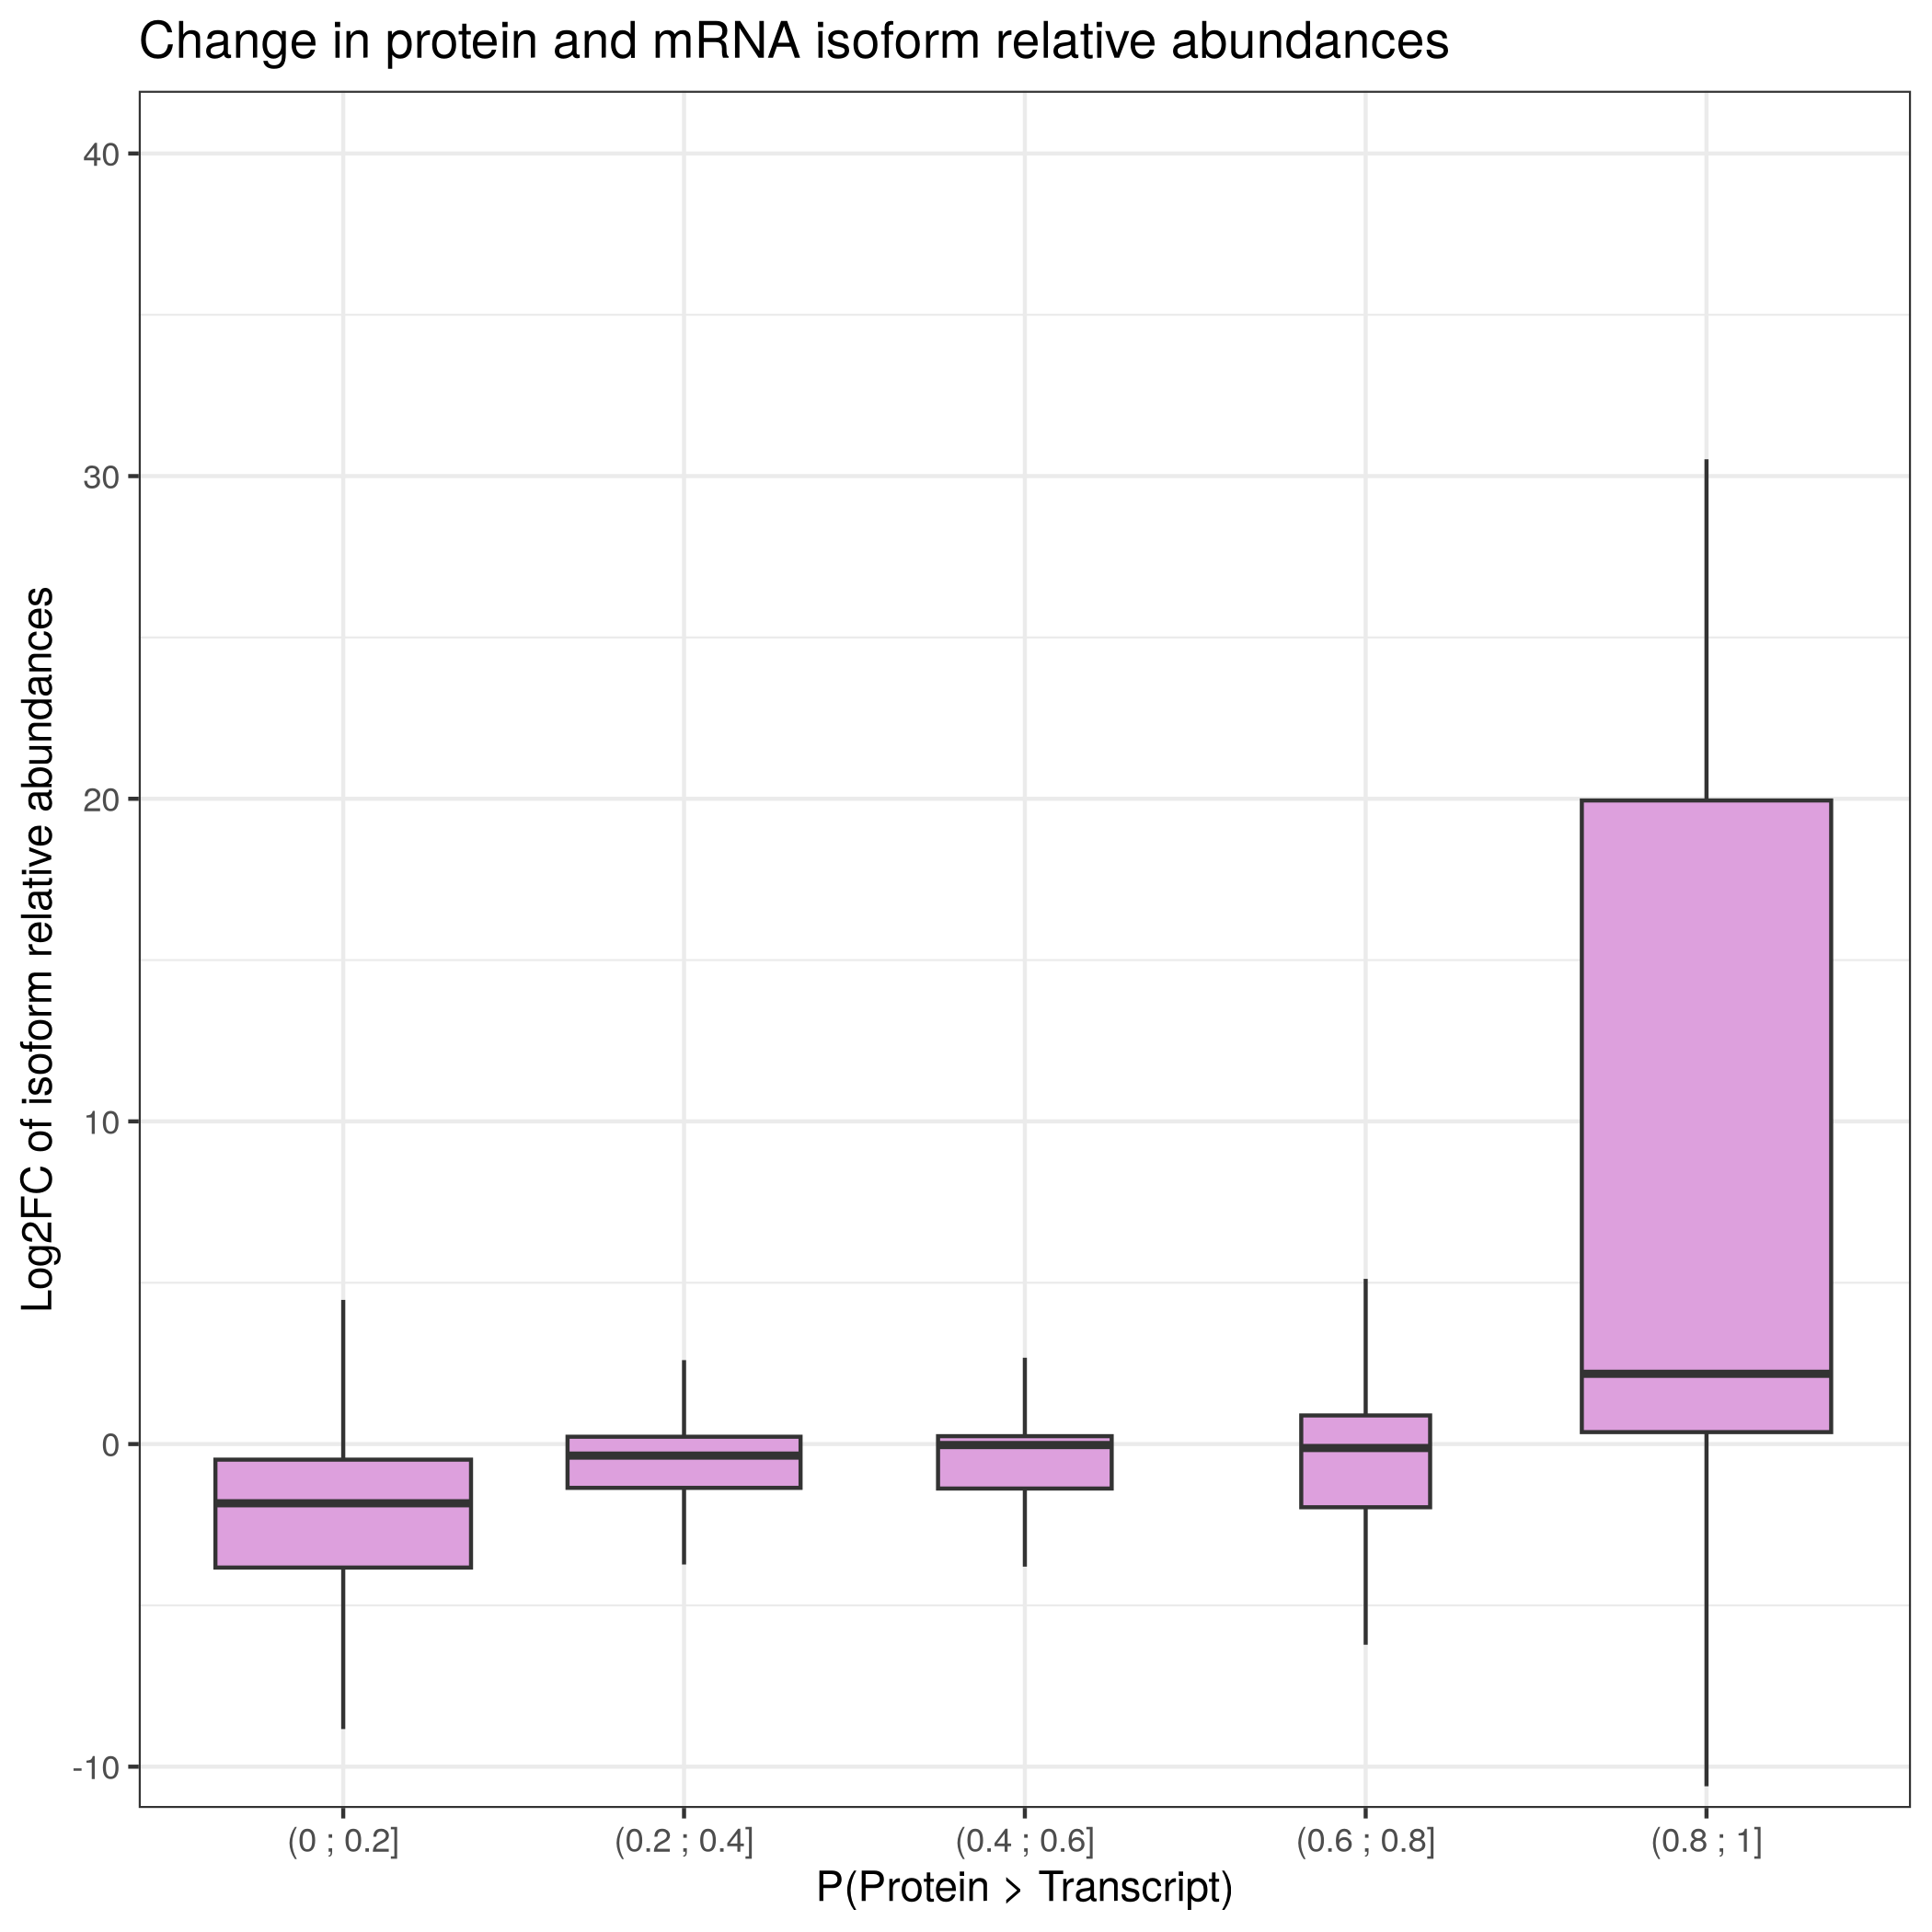 Change in protein and mRNA isoform relative abundances
Log2FC of isoform relative abundances
40
30
20
10
0
-10
(0 ; 0.2]
(0.2 ; 0.4]
(0.4 ; 0.6]
(0.6 ; 0.8]
(0.8 ; 1]
P(Protein > Transcript)